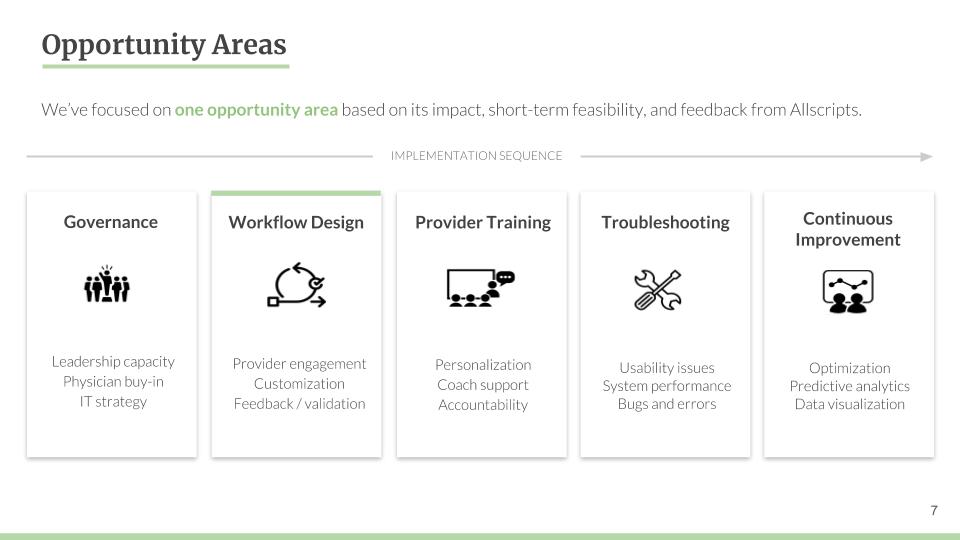 Opportunity Areas
We've focused on one opportunity area based on its impact, short-term feasibility, and feedback from Allscripts.
IMPLEMENTATION SEQUENCE
Governance
Leadership capacity
Physician buy-in
IT strategy
Workflow Design
Provider engagement
Customization
Feedback / validation
Provider Training
Personalization
Coach support
Accountability
Troubleshooting
Usability issues
System performance
Bugs and errors
Continuous
Improvement
Optimization
Predictive analytics
Data visualization
7